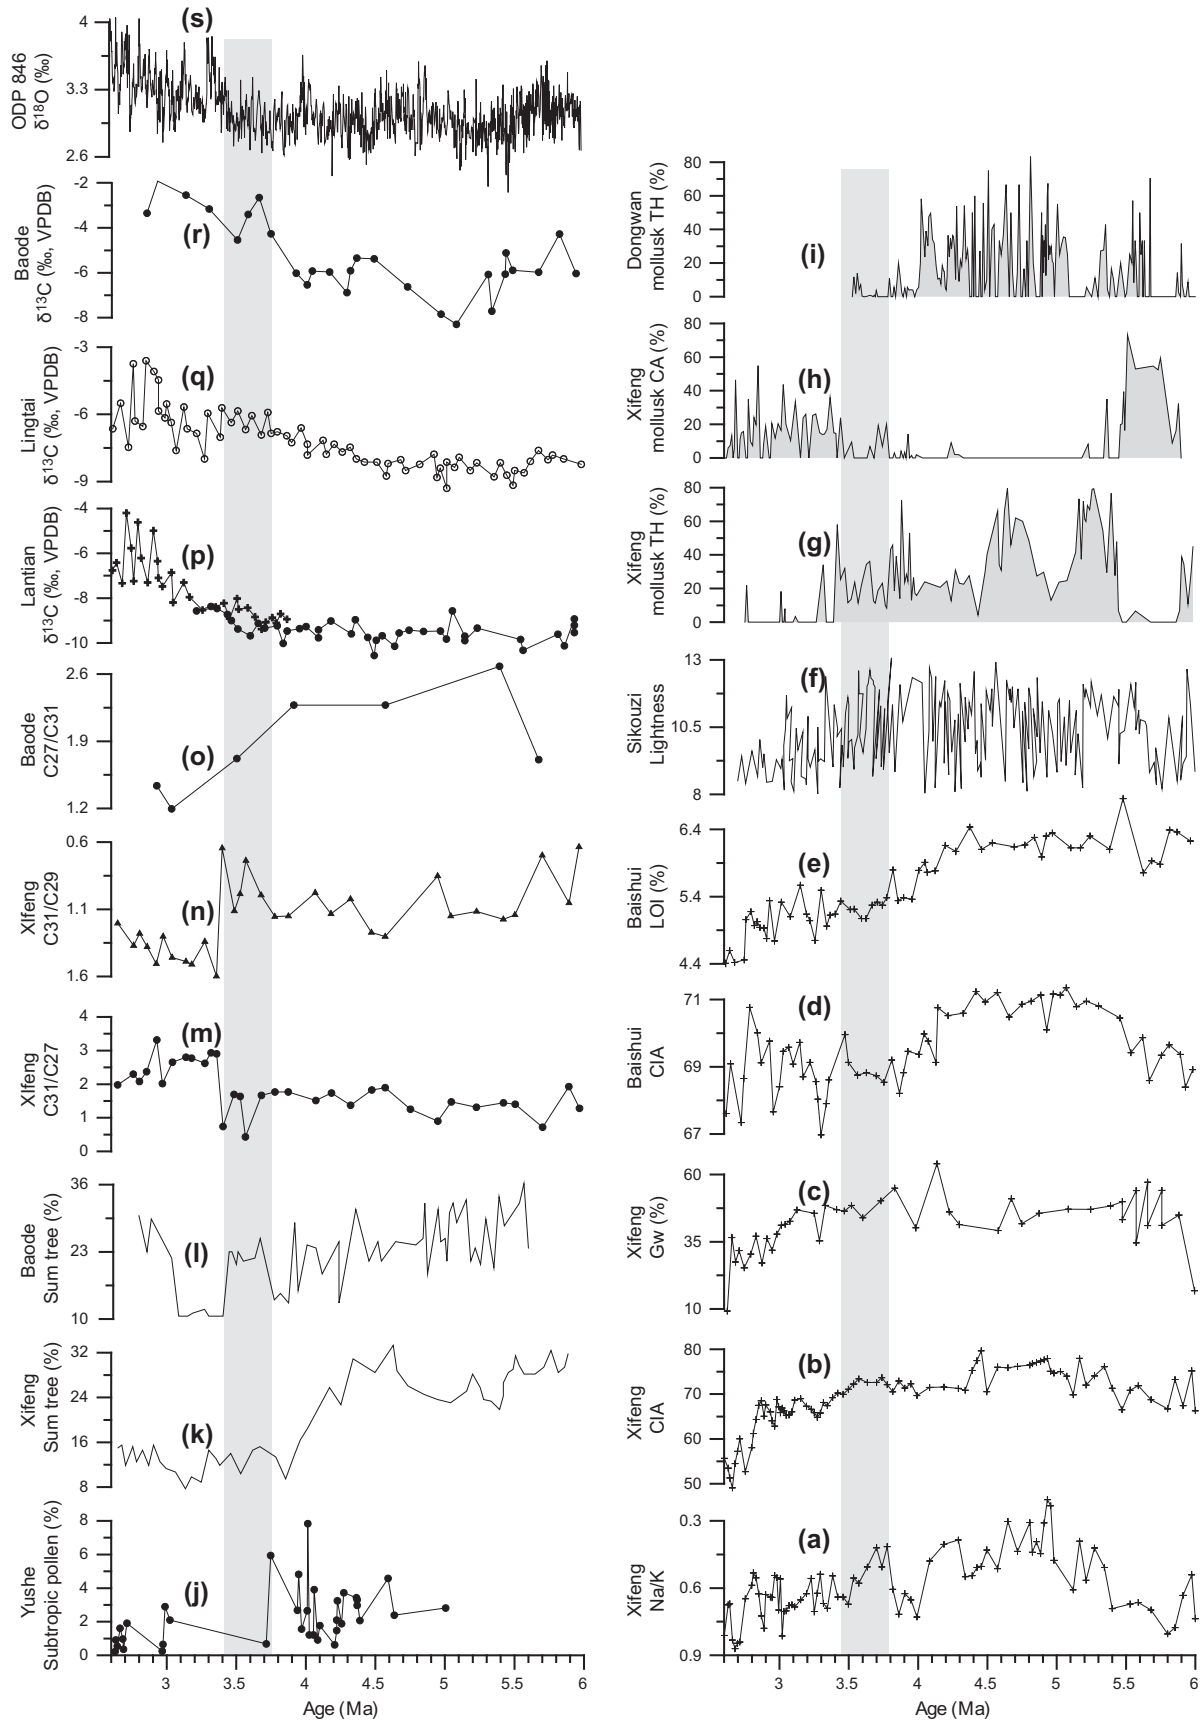 (s)
4
3.3
2.6
ODP 846
δ18O (‰)
(r)
-2
-4
-6
-8
Baode
δ13C (‰, VPDB)
(q)
-3
-6
-9
Lingtai
δ13C (‰, VPDB)
(p)
-4
-6
-8
-10
Lantian
δ13C (‰, VPDB)
(o)
2.6
1.9
1.2
Baode
C27/C31
(n)
0.6
1.1
1.6
XIfeng
C31/C29
(m)
4
3
2
1
0
XIfeng
C31/C27
(l)
36
23
10
Baode
Sum tree (%)
(k)
32
24
16
8
Xifeng
Sum tree (%)
(j)
8
6
4
2
0
Yushe
Subtropic pollen (%)
3 3.5 4 4.5 5 5.5 6
Age (Ma)
(i)
80
60
40
20
0
Dongwan
mollusk TH (%)
(h)
80
60
40
20
0
Xifeng
mollusk CA (%)
(g)
80
60
40
20
0
Xifeng
mollusk TH (%)
(f)
13
10.5
8
Sikouzi
Lightness
(e)
6.4
5.4
4.4
Baishui
LOI (%)
(d)
71
69
67
Baishui
CIA
(c)
60
35
10
Xifeng
Gw (%)
(b)
80
70
60
50
Xifeng
CIA
(a)
0.3
0.6
0.9
Xifeng
Na/K
3 3.5 4 4.5 5 5.5 6
Age (Ma)